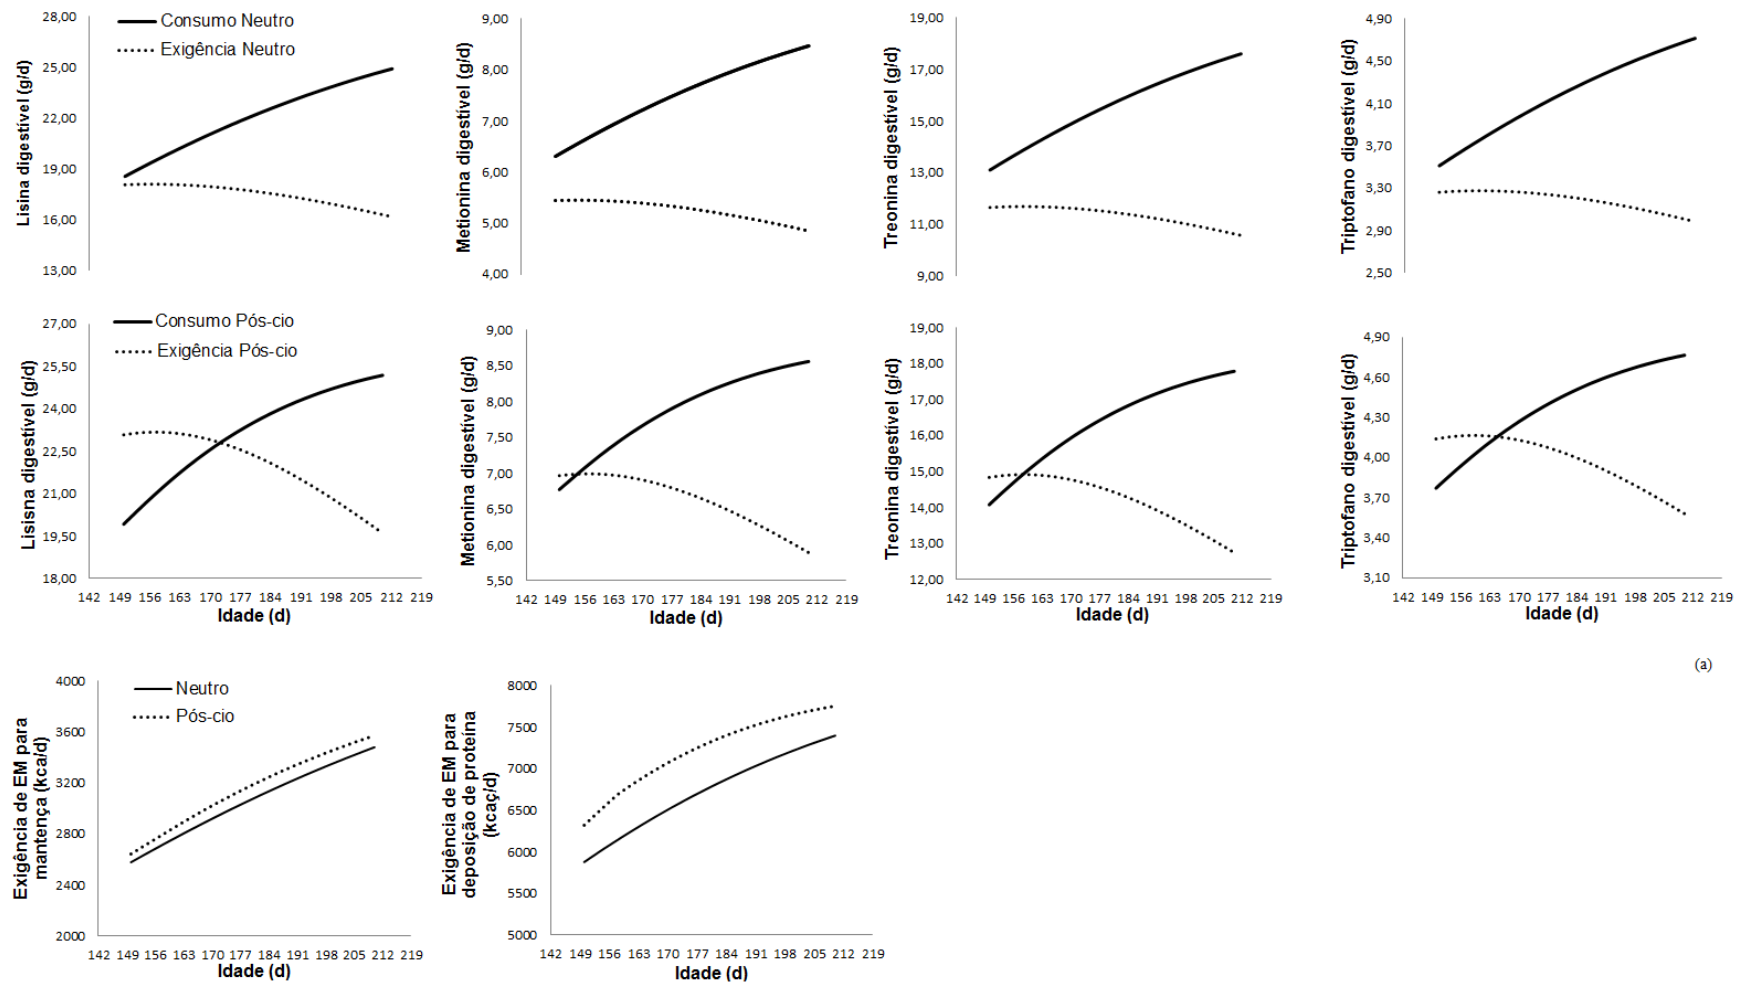 Lisina digestível (g/d)
28,00
25,00
22,00
19,00
16,00
13,00
Consumo Neutro
Exigência Neutro
Metionina digestível (g/d)
9,00
8,00
7,00
6,00
5,00
4,00
Treonina digestível (g/d)
19,00
17,00
15,00
13,00
11,00
9,00
Triptofano digestível (g/d)
4,90
4,50
4,10
3,70
3,30
2,90
2,50
Lisisna digestível (g/d)
27,00
25,50
24,00
22,50
21,00
19,50
18,00
Consumo Pós-cio
Exigência Pós-cio
142 149 156 163 170 177 184 191 198 205 212 219
Idade (d)
Metionina digestível (g/d)
9,00
8,50
8,00
7,50
7,00
6,50
6,00
5,50
142 149 156 163 170 177 184 191 198 205 212 219
Idade (d)
Treonina digestível (g/d)
19,00
18,00
17,00
16,00
15,00
14,00
13,00
12,00
142 149 156 163 170 177 184 191 198 205 212 219
Idade (d)
Triptofano digestível (g/d)
4,90
4,60
4,30
4,00
3,70
3,40
3,10
142 149 156 163 170 177 184 191 198 205 212 219
Idade (d)
(a)
Exigência de EM para
mantença (kca/d)
4000
3600
3200
2800
2400
2000
Neutro
Pós-cio
142 149 156 163 170 177 184 191 198 205 212 219
Idade (d)
Exigência de EM para
deposição de proteína
(kcaç/d)
8000
7500
7000
6500
6000
5500
5000
142 149 156 163 170 177 184 191 198 205 212 219
Idade (d)